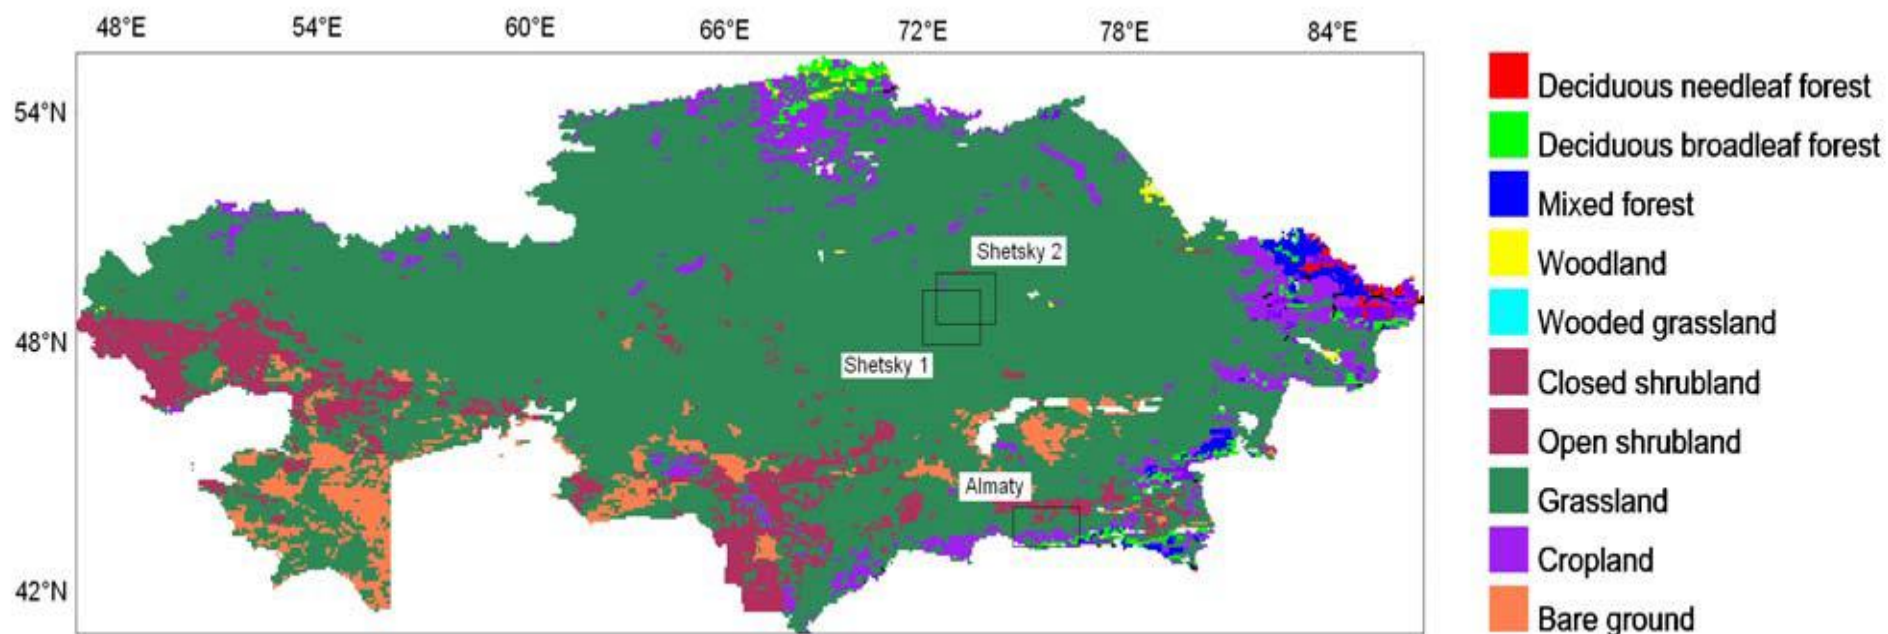 48°E 54°E 60°E 66°E 72°E 78°E 84°E
54°N
48°N
42°N
Shetsky 2
Shetsky 1
Almaty
Deciduous needleaf forest
Deciduous broadleaf forest
Mixed forest
Woodland
Wooded grassland
Closed shrubland
Open shrubland
Grassland
Cropland
Bare ground